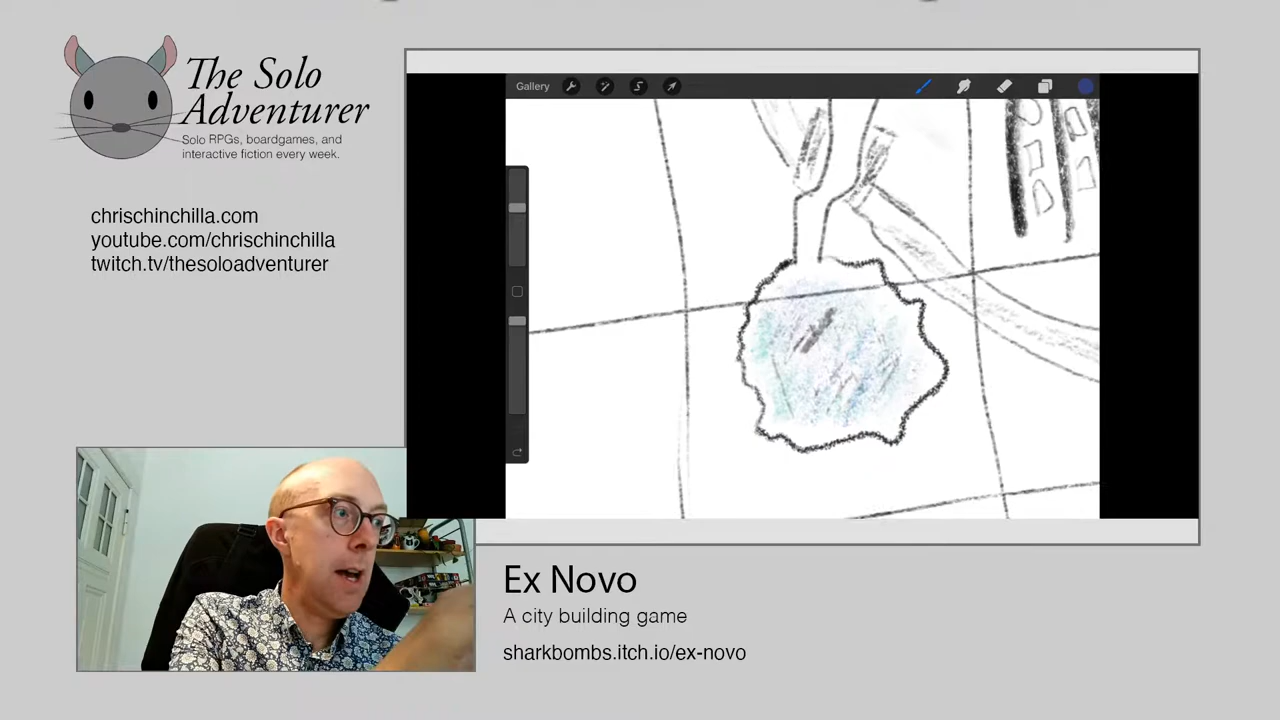 The Solo
Adventurer
Solo RPGs, boardgames, and
interactive fiction every week.
chrischinchilla.com
youtube.com/chrischinchilla
twitch.tv/thesoloadventurer
Gallery
Ex Novo
A city building game
sharkbombs.itch.io/ex-novo